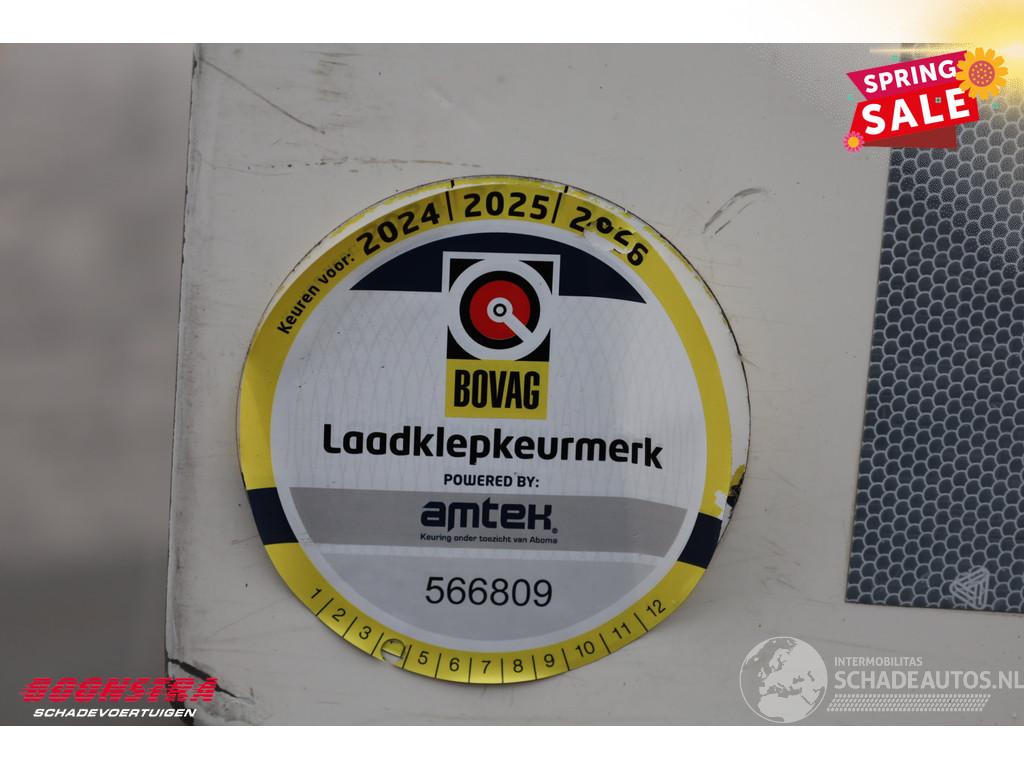 SPRING
SALE
Keuren voor: 2024 | 2025 | 2026
BOVAG
Laadklepkeurmerk
POWERED BY:
amtek®
Keuring onder toezicht van Aboma
566809
1 | 2 | 3 | 5 | 6 | 7 | 8 | 9 | 10 | 11 | 12
BOONSTRA
SCHADEVOERTUIGEN
INTERMOBILITAS
SCHADEAUTOS.NL